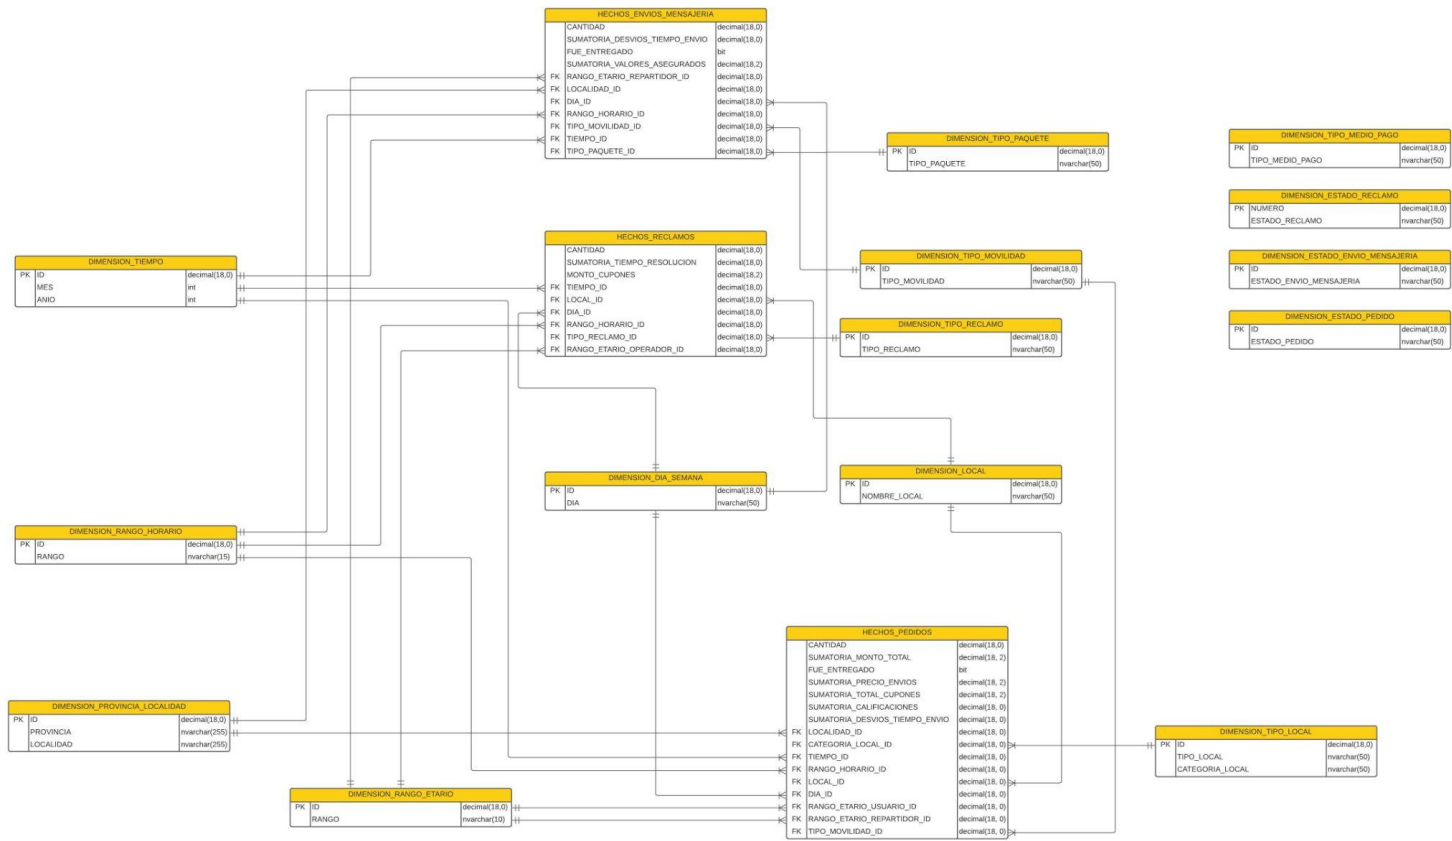 HECHOS_ENVIOS_MENSAJERIA
CANTIDAD decimal(18,0)
SUMATORIA_DESVIOS_TIEMPO_ENVIO decimal(18,0)
FUE_ENTREGADO bit
SUMATORIA_VALORES_ASEGURADOS decimal(18,2)
FK RANGO_ETARIO_REPARTIDOR_ID decimal(18,0)
FK LOCALIDAD_ID decimal(18,0)
FK DIA_ID decimal(18,0)
FK RANGO_HORARIO_ID decimal(18,0)
FK TIPO_MOVILIDAD_ID decimal(18,0)
FK TIEMPO_ID decimal(18,0)
FK TIPO_PAQUETE_ID decimal(18,0)
DIMENSION_TIPO_PAQUETE
PK ID decimal(18,0)
TIPO_PAQUETE nvarchar(50)
DIMENSION_TIPO_MEDIO_PAGO
PK ID decimal(18,0)
TIPO_MEDIO_PAGO nvarchar(50)
DIMENSION_ESTADO_RECLAMO
PK NUMERO decimal(18,0)
ESTADO_RECLAMO nvarchar(50)
DIMENSION_ESTADO_ENVIO_MENSAJERIA
PK ID decimal(18,0)
ESTADO_ENVIO_MENSAJERIA nvarchar(50)
DIMENSION_ESTADO_PEDIDO
PK ID decimal(18,0)
ESTADO_PEDIDO nvarchar(50)
DIMENSION_TIEMPO
PK ID decimal(18,0)
MES int
ANIO int
HECHOS_RECLAMOS
CANTIDAD decimal(18,0)
SUMATORIA_TIEMPO_RESOLUCION decimal(18,0)
MONTO_CUPONES decimal(18,2)
FK TIEMPO_ID decimal(18,0)
FK LOCAL_ID decimal(18,0)
FK DIA_ID decimal(18,0)
FK RANGO_HORARIO_ID decimal(18,0)
FK TIPO_RECLAMO_ID decimal(18,0)
FK RANGO_ETARIO_OPERADOR_ID decimal(18,0)
DIMENSION_TIPO_MOVILIDAD
PK ID decimal(18,0)
TIPO_MOVILIDAD nvarchar(50)
DIMENSION_TIPO_RECLAMO
PK ID decimal(18,0)
TIPO_RECLAMO nvarchar(50)
DIMENSION_DIA_SEMANA
PK ID decimal(18,0)
DIA nvarchar(50)
DIMENSION_LOCAL
PK ID decimal(18,0)
NOMBRE_LOCAL nvarchar(50)
DIMENSION_RANGO_HORARIO
PK ID decimal(18,0)
RANGO nvarchar(15)
HECHOS_PEDIDOS
CANTIDAD decimal(18,0)
SUMATORIA_MONTO_TOTAL decimal(18, 2)
FUE_ENTREGADO bit
SUMATORIA_PRECIO_ENVIOS decimal(18, 2)
SUMATORIA_TOTAL_CUPONES decimal(18, 2)
SUMATORIA_CALIFICACIONES decimal(18, 0)
SUMATORIA_DESVIOS_TIEMPO_ENVIO decimal(18, 0)
FK LOCALIDAD_ID decimal(18, 0)
FK CATEGORIA_LOCAL_ID decimal(18, 0)
FK TIEMPO_ID decimal(18, 0)
FK RANGO_HORARIO_ID decimal(18, 0)
FK LOCAL_ID decimal(18, 0)
FK DIA_ID decimal(18, 0)
FK RANGO_ETARIO_USUARIO_ID decimal(18, 0)
FK RANGO_ETARIO_REPARTIDOR_ID decimal(18, 0)
FK TIPO_MOVILIDAD_ID decimal(18, 0)
DIMENSION_PROVINCIA_LOCALIDAD
PK ID decimal(18,0)
PROVINCIA nvarchar(255)
LOCALIDAD nvarchar(255)
DIMENSION_TIPO_LOCAL
PK ID decimal(18,0)
TIPO_LOCAL nvarchar(50)
CATEGORIA_LOCAL nvarchar(50)
DIMENSION_RANGO_ETARIO
PK ID decimal(18,0)
RANGO nvarchar(10)